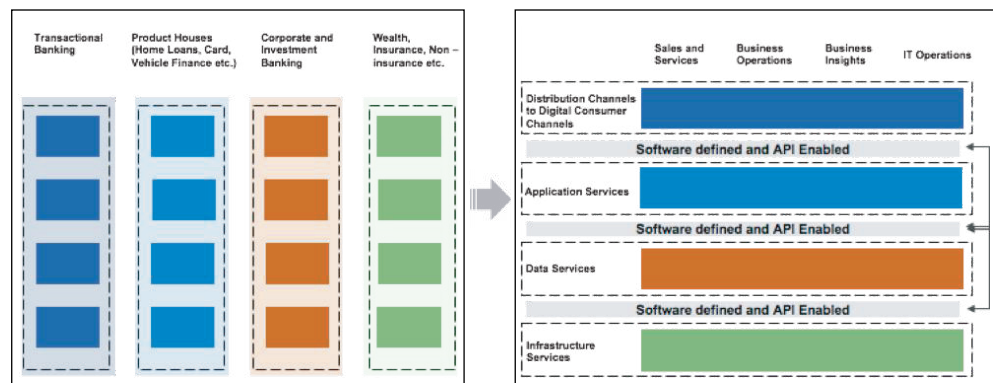 Transactional
Banking
Product Houses
(Home Loans, Card,
Vehicle Finance etc.)
Corporate and
Investment
Banking
Wealth,
Insurance, Non –
insurance etc.
Sales and
Services
Business
Operations
Business
Insights
IT Operations
Distribution Channels
to Digital Consumer
Channels
Software defined and API Enabled
Application Services
Software defined and API Enabled
Data Services
Software defined and API Enabled
Infrastructure
Services